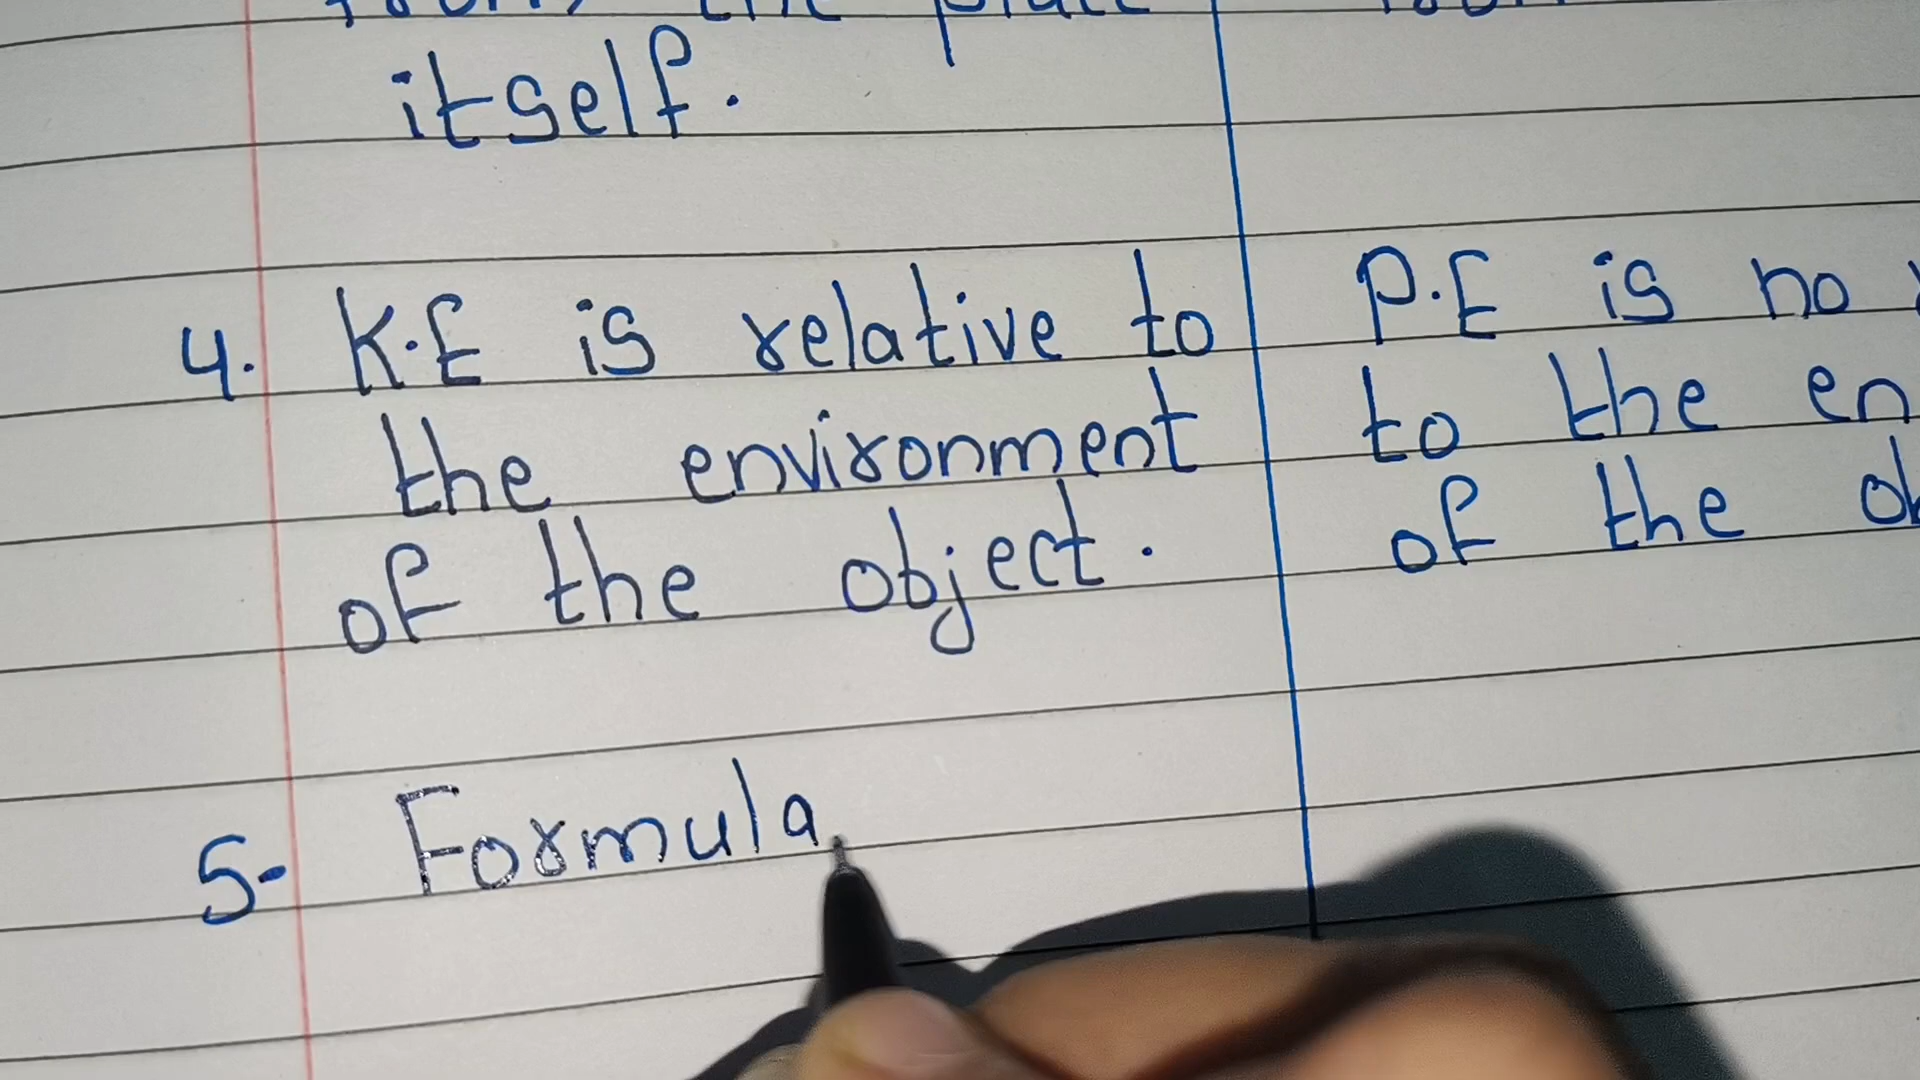 itself.
4. K.E is relative to
the environment
of the object.
P.E is no
to the en
of the ob
5- Formula